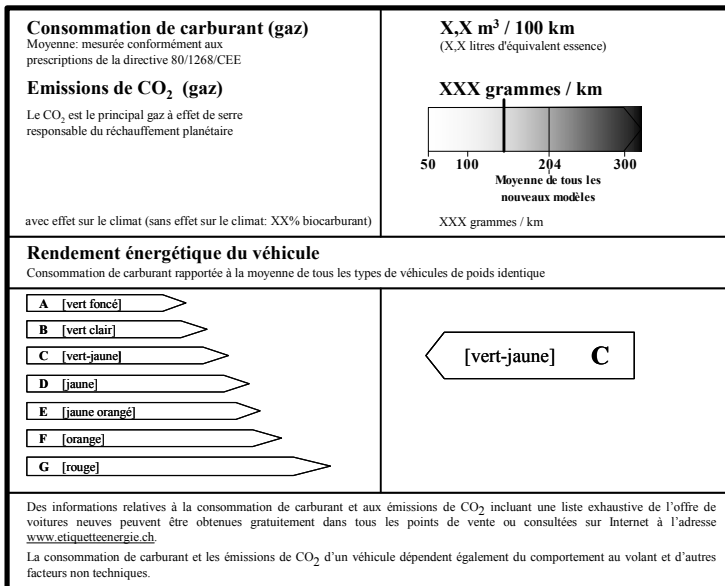 Consommation de carburant (gaz)
Moyenne: mesurée conformément aux
prescriptions de la directive 80/1268/CEE
X,X m³ / 100 km
(X,X litres d'équivalent essence)
Emissions de CO₂ (gaz)
Le CO₂ est le principal gaz à effet de serre
responsable du réchauffement planétaire
XXX grammes / km
50 100 204 300
Moyenne de tous les
nouveaux modèles
avec effet sur le climat (sans effet sur le climat: XX% biocarburant)
XXX grammes / km
Rendement énergétique du véhicule
Consommation de carburant rapportée à la moyenne de tous les types de véhicules de poids identique
A [vert foncé]
B [vert clair]
C [vert-jaune]
D [jaune]
E [jaune orangé]
F [orange]
G [rouge]
[vert-jaune] C
Des informations relatives à la consommation de carburant et aux émissions de CO₂ incluant une liste exhaustive de l'offre de
voitures neuves peuvent être obtenues gratuitement dans tous les points de vente ou consultées sur Internet à l'adresse
www.etiquetteenergie.ch.
La consommation de carburant et les émissions de CO₂ d'un véhicule dépendent également du comportement au volant et d'autres
facteurs non techniques.